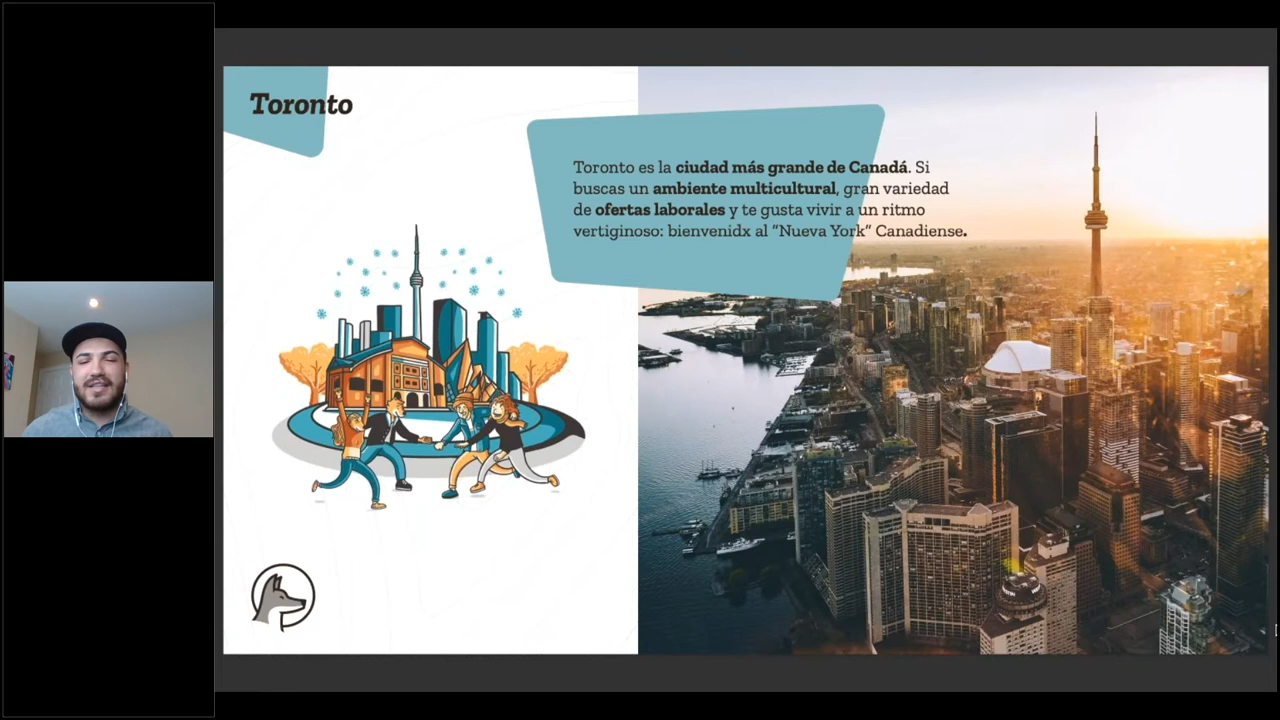 Toronto
Toronto es la ciudad más grande de Canadá. Si
buscas un ambiente multicultural, gran variedad
de ofertas laborales y te gusta vivir a un ritmo
vertiginoso: bienvenidx al "Nueva York" Canadiense.